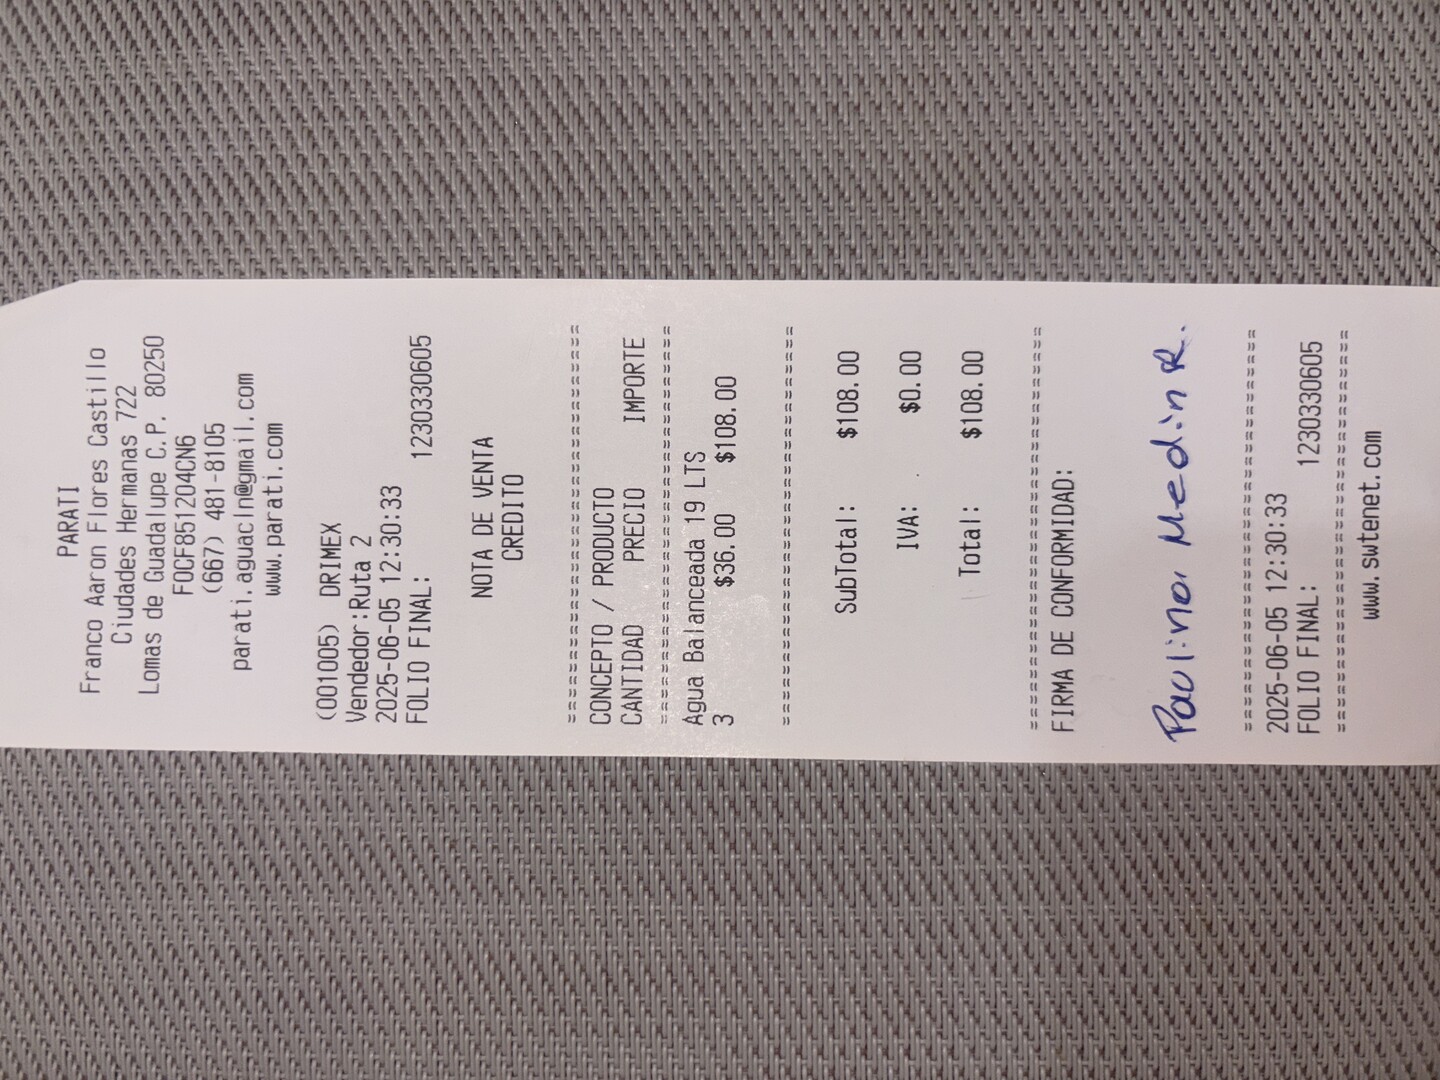 PARATI
Franco Aaron Flores Castillo
Ciudades Hermanas 722
Lomas de Guadalupe C.P. 80250
FOCF851204CN6
(667) 481-8105
parati.aguacln@gmail.com
www.parati.com
(001005) DRIMEX
Vendedor:Ruta 2
2025-06-05 12:30:33
FOLIO FINAL: 1230330605
NOTA DE VENTA
CREDITO
==============================
CONCEPTO / PRODUCTO
CANTIDAD PRECIO IMPORTE
==============================
Agua Balanceada 19 LTS
3 $36.00 $108.00
==============================
SubTotal: $108.00
IVA: $0.00
Total: $108.00
==============================
FIRMA DE CONFORMIDAD:
Paulina Medina R.
==============================
2025-06-05 12:30:33
FOLIO FINAL: 1230330605
==============================
www.swtenet.com